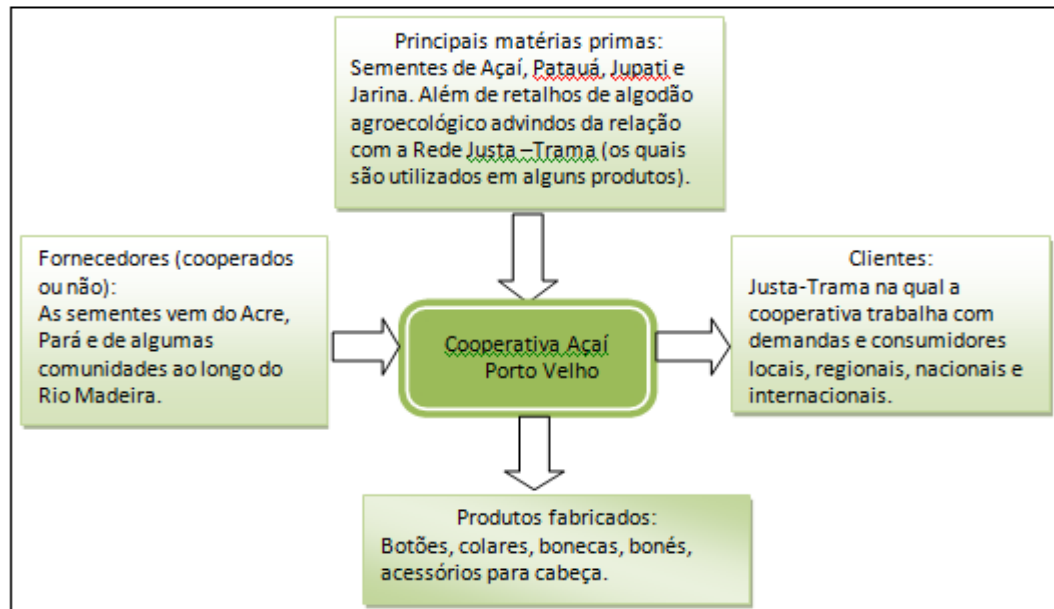 Principais matérias primas:
Sementes de Açaí, Patauá, Jupati e
Jarina. Além de retalhos de algodão
agroecológico advindos da relação
com a Rede Justa –Trama (os quais
são utilizados em alguns produtos).
Fornecedores (cooperados
ou não):
As sementes vem do Acre,
Pará e de algumas
comunidades ao longo do
Rio Madeira.
Cooperativa Açaí
Porto Velho
Clientes:
Justa-Trama na qual a
cooperativa trabalha com
demandas e consumidores
locais, regionais, nacionais e
internacionais.
Produtos fabricados:
Botões, colares, bonecas, bonés,
acessórios para cabeça.